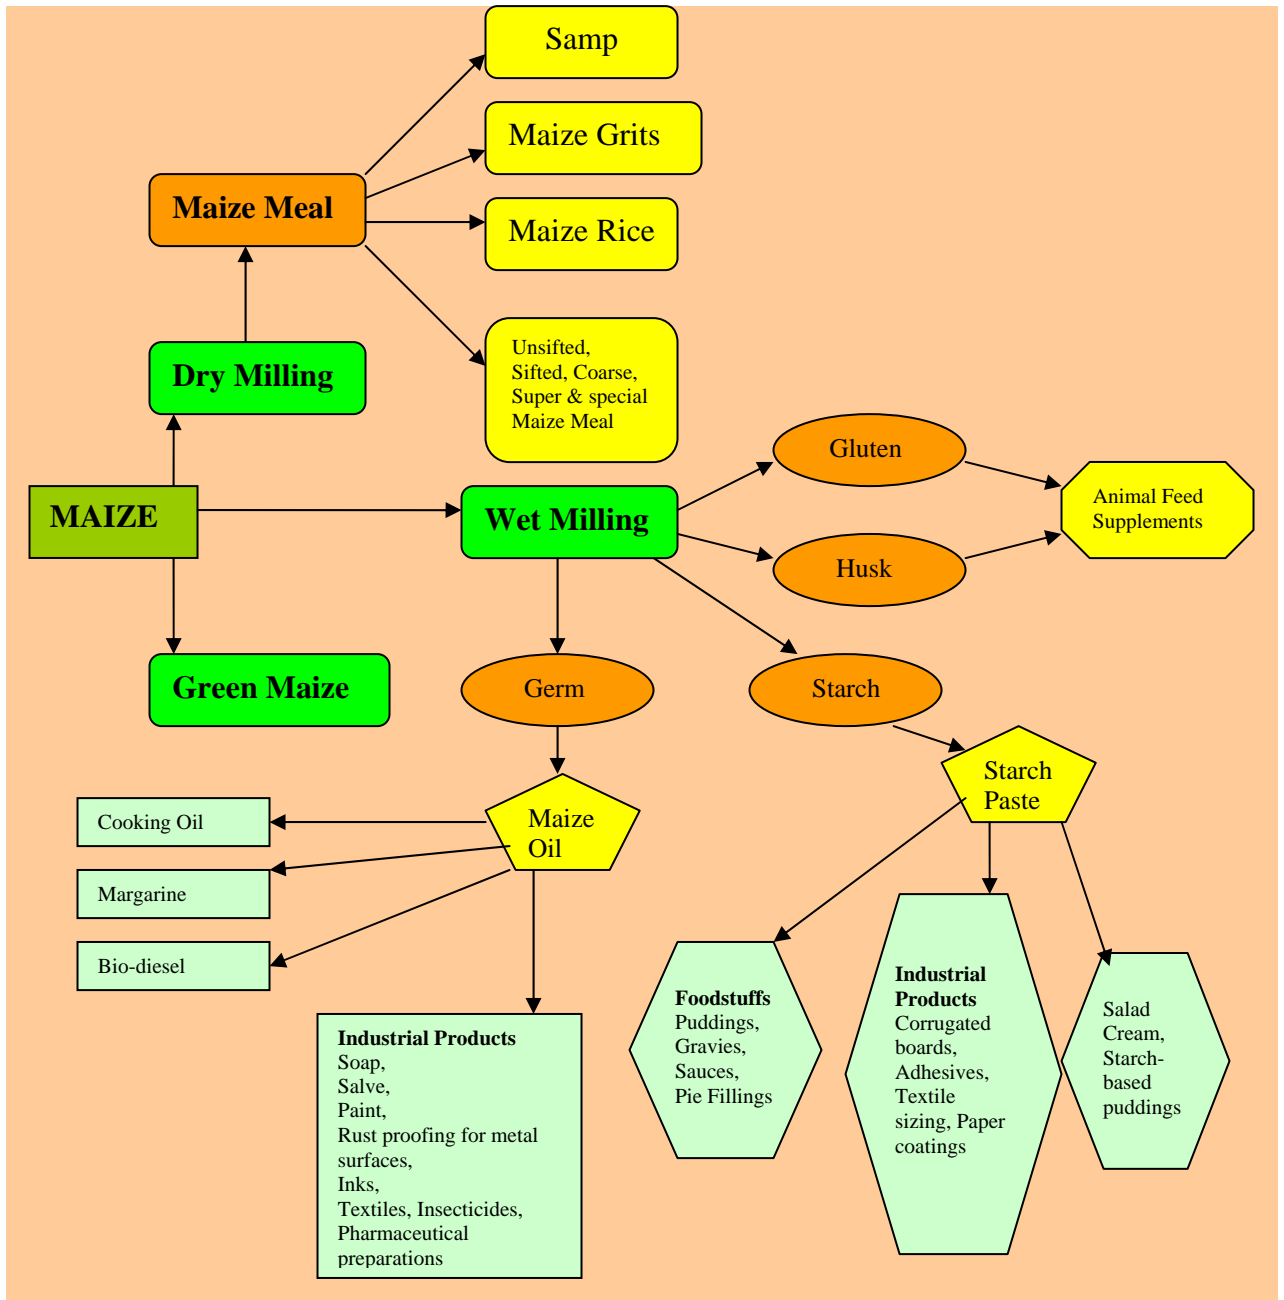 Samp
Maize Grits
Maize Meal
Maize Rice
Unsifted,
Sifted, Coarse,
Super & special
Maize Meal
Dry Milling
Gluten
MAIZE
Wet Milling
Animal Feed
Supplements
Husk
Green Maize
Germ
Starch
Starch
Paste
Maize
Oil
Cooking Oil
Margarine
Bio-diesel
Industrial Products
Soap,
Salve,
Paint,
Rust proofing for metal
surfaces,
Inks,
Textiles, Insecticides,
Pharmaceutical
preparations
Foodstuffs
Puddings,
Gravies,
Sauces,
Pie Fillings
Industrial
Products
Corrugated
boards,
Adhesives,
Textile
sizing, Paper
coatings
Salad
Cream,
Starch-
based
puddings